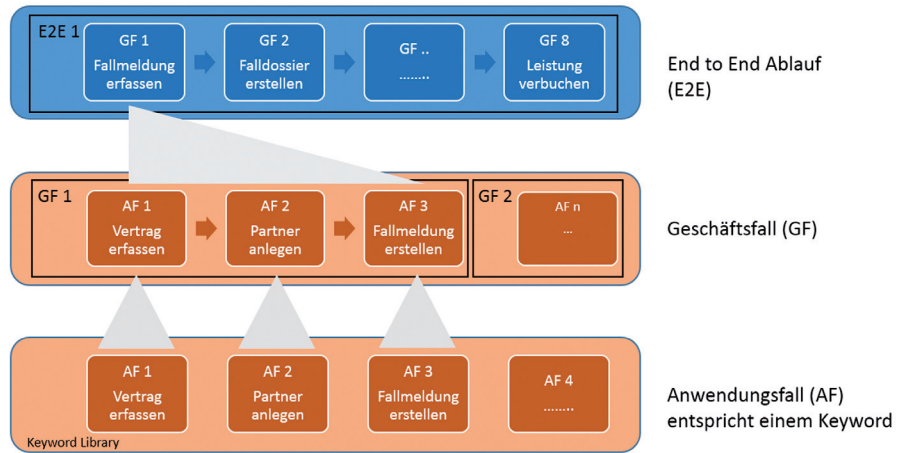 E2E 1
GF 1
Fallmeldung
erfassen
GF 2
Falldossier
erstellen
GF ..
........
GF 8
Leistung
verbuchen
End to End Ablauf
(E2E)
GF 1
AF 1
Vertrag
erfassen
AF 2
Partner
anlegen
AF 3
Fallmeldung
erstellen
GF 2
AF n
...
Geschäftsfall (GF)
AF 1
Vertrag
erfassen
AF 2
Partner
anlegen
AF 3
Fallmeldung
erstellen
AF 4
........
Keyword Library
Anwendungsfall (AF)
entspricht einem Keyword